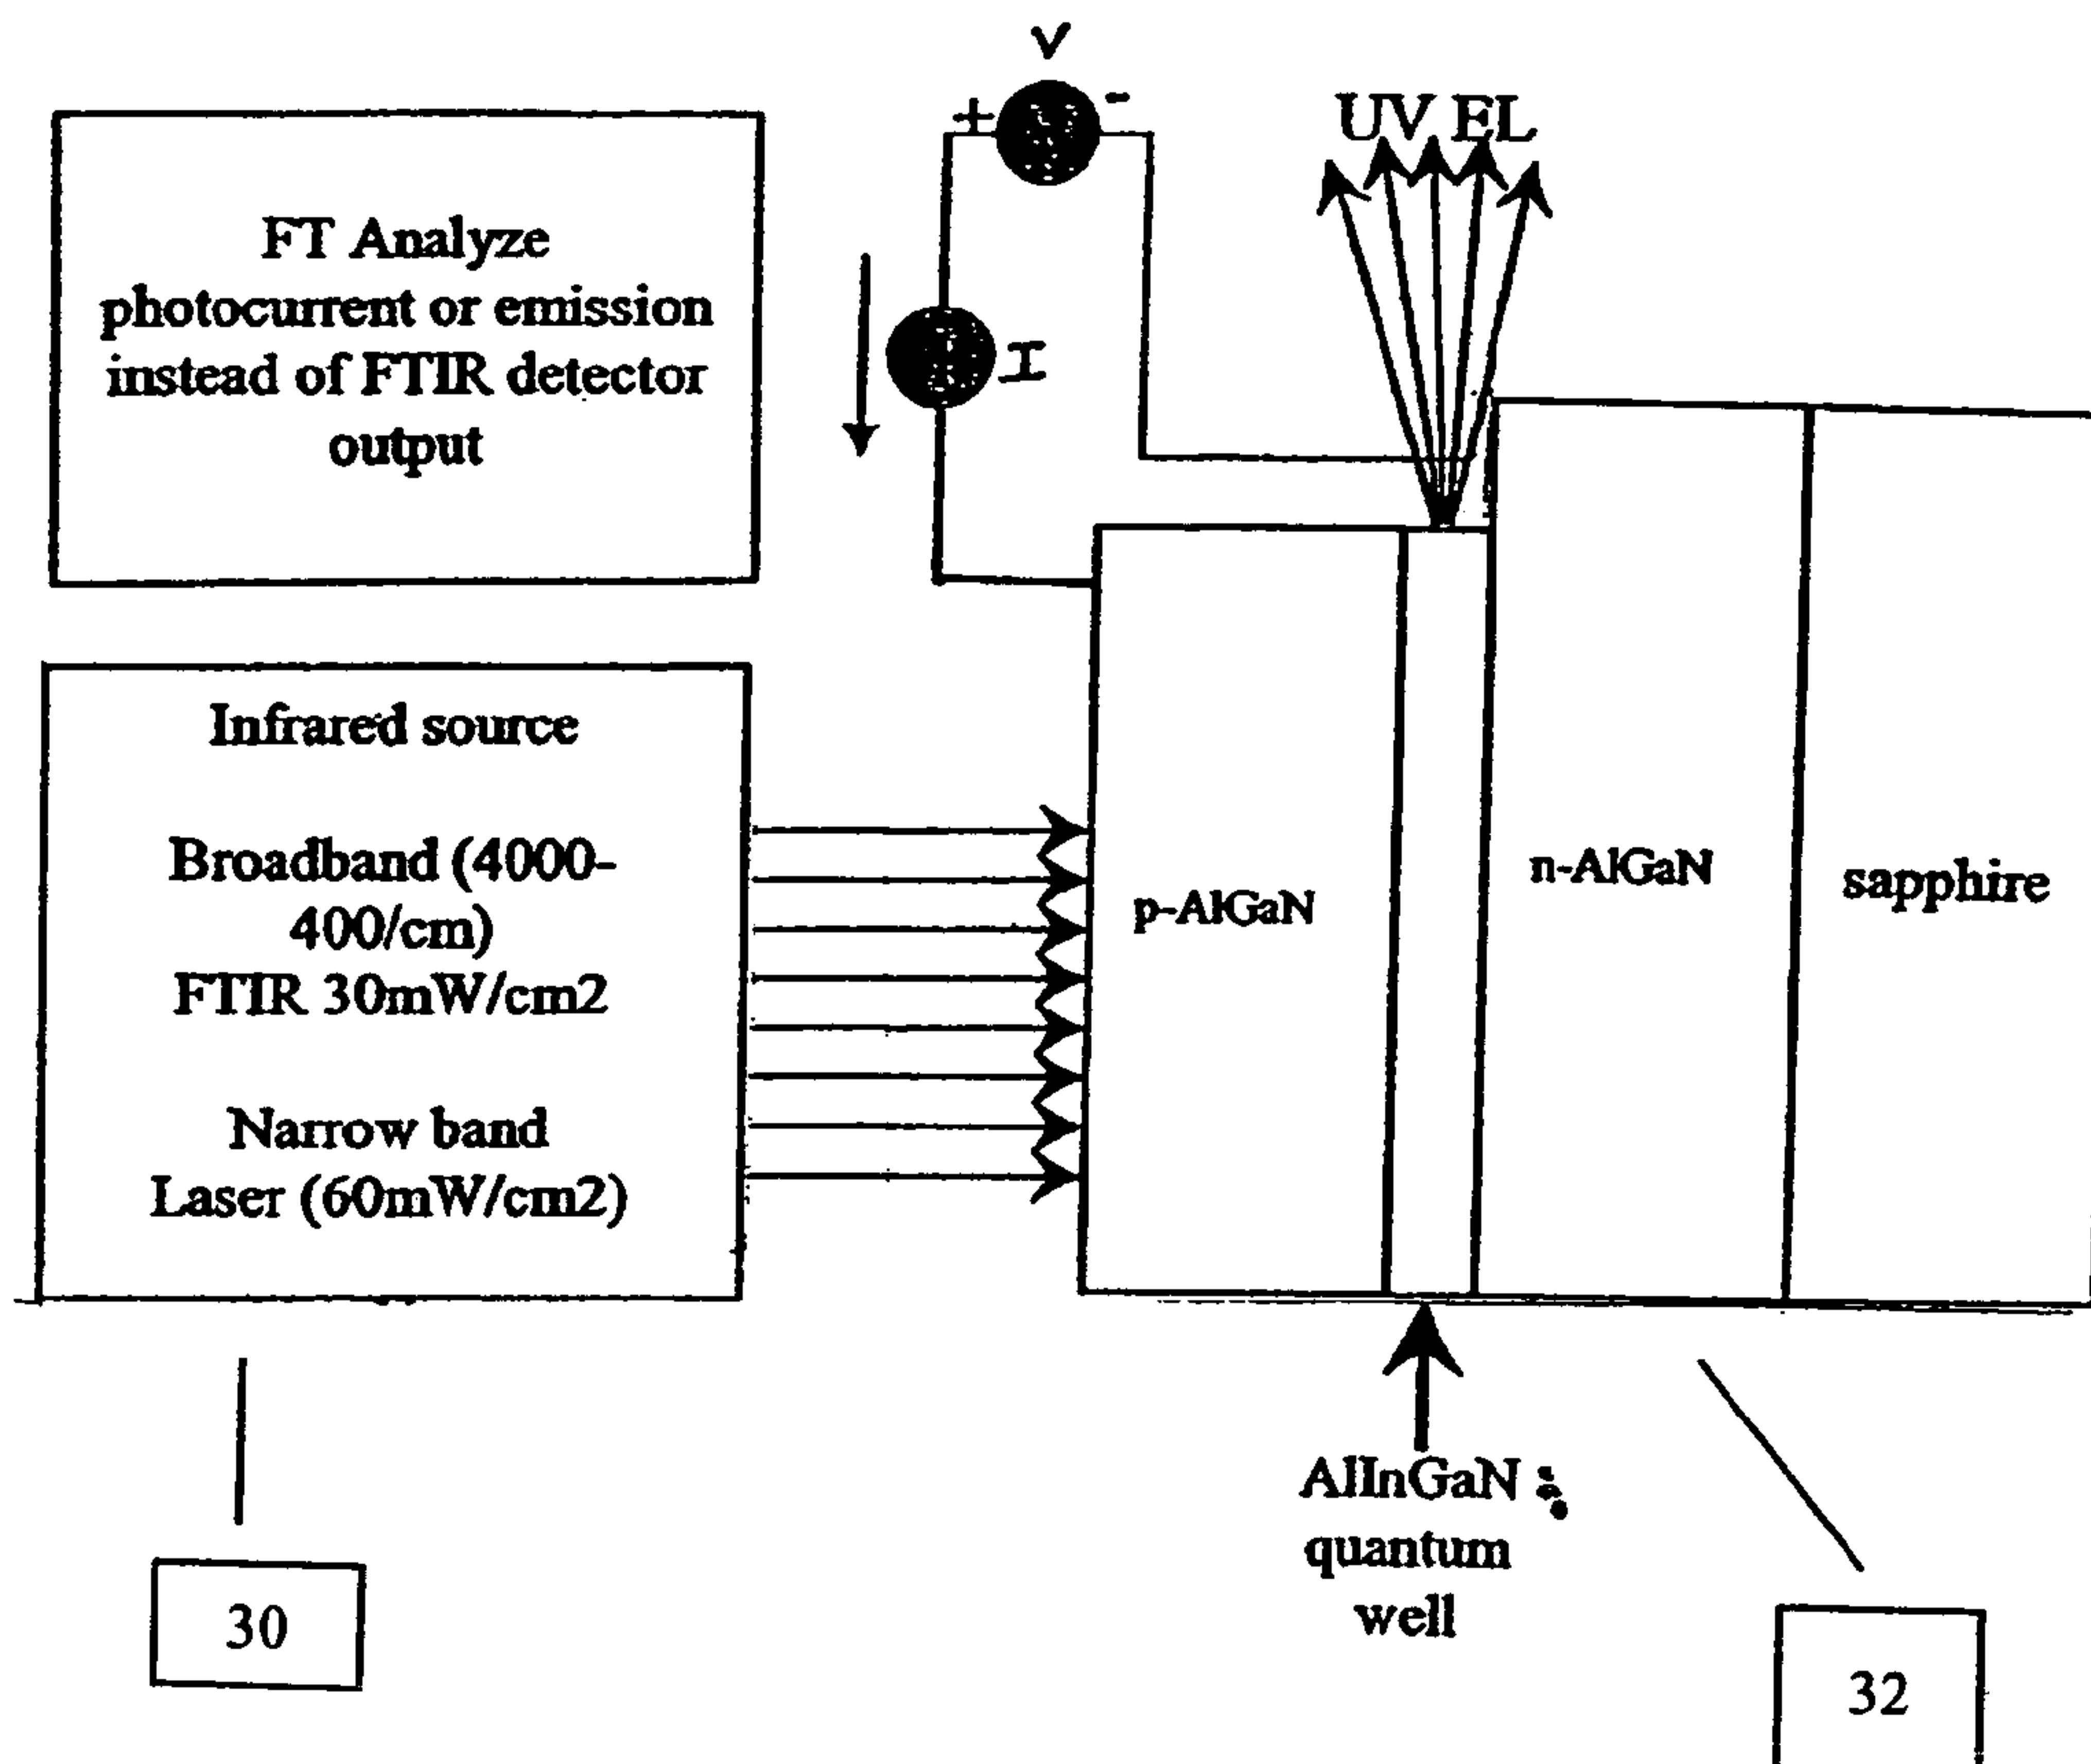 V
+
-
UV EL
FT Analyze
photocurrent or emission
instead of FTIR detector
output
I
Infrared source
Broadband (4000-
400/cm)
FTIR 30mW/cm2
Narrow band
Laser (60mW/cm2)
p-AlGaN
n-AlGaN
sapphire
AlInGaN
quantum
well
30
32